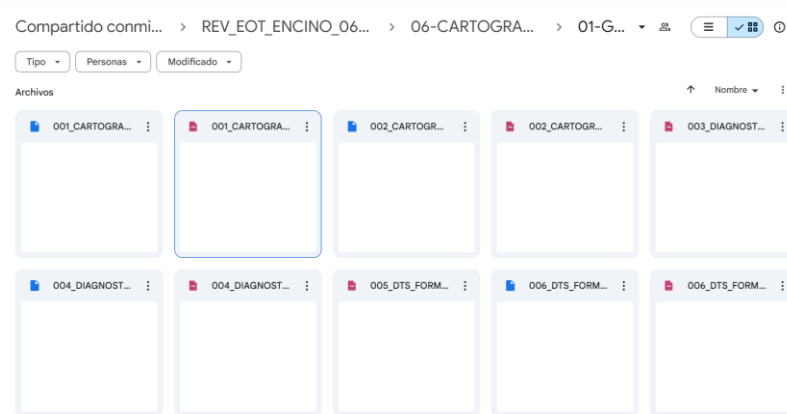 Compartido conmi... > REV_EOT_ENCINO_06... > 06-CARTOGRA... > 01-G...
Tipo Personas Modificado
Archivos Nombre
001_CARTOGRA... 001_CARTOGRA... 002_CARTOGR... 002_CARTOGR... 003_DIAGNOST...
004_DIAGNOST... 004_DIAGNOST... 005_DTS_FORM... 006_DTS_FORM... 006_DTS_FORM...